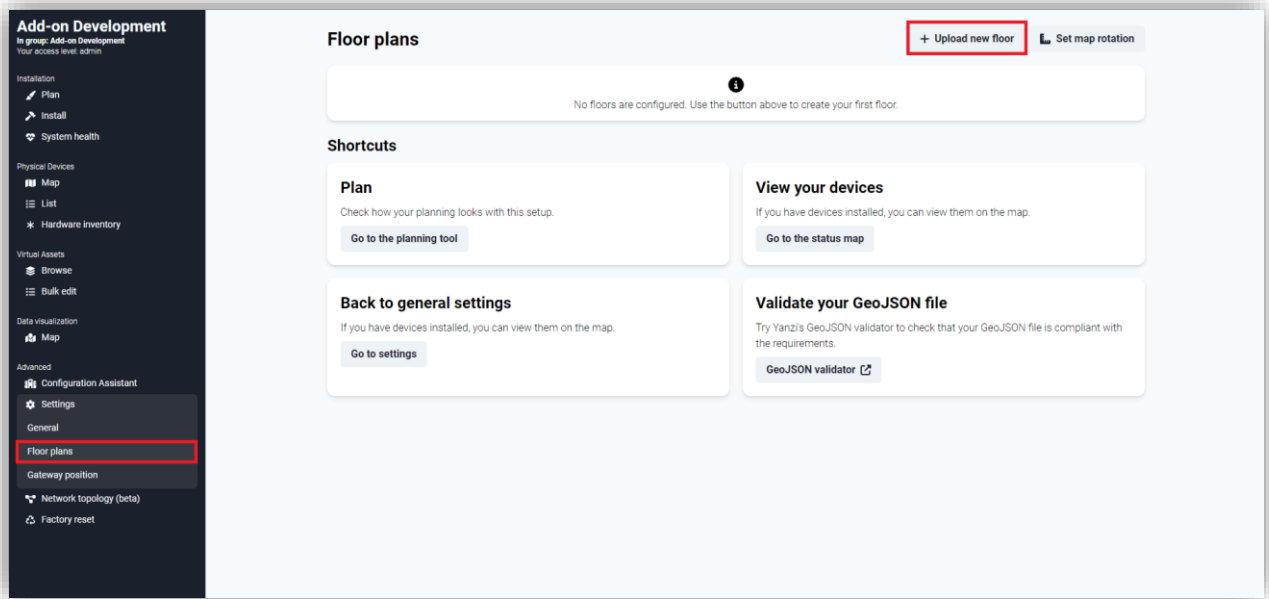 Add-on Development
In group: Add-on Development
Your access level: admin
Installation
Plan
Install
System health
Physical Devices
Map
List
Hardware inventory
Virtual Assets
Browse
Bulk edit
Data visualization
Map
Advanced
Configuration Assistant
Settings
General
Floor plans
Gateway position
Network topology (beta)
Factory reset
Floor plans
+ Upload new floor
Set map rotation
No floors are configured. Use the button above to create your first floor.
Shortcuts
Plan
Check how your planning looks with this setup.
Go to the planning tool
View your devices
If you have devices installed, you can view them on the map.
Go to the status map
Back to general settings
If you have devices installed, you can view them on the map.
Go to settings
Validate your GeoJSON file
Try Yanzi's GeoJSON validator to check that your GeoJSON file is compliant with
the requirements.
GeoJSON validator